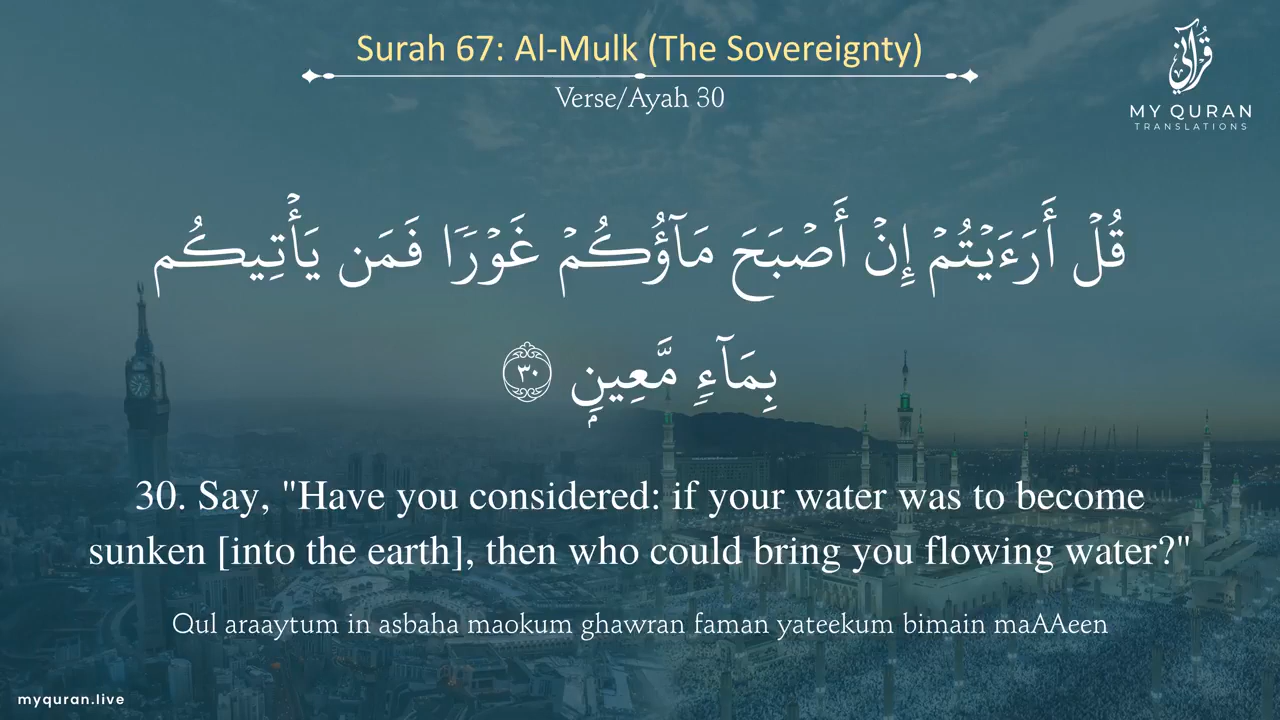 Surah 67: Al-Mulk (The Sovereignty)
Verse/Ayah 30
قرآني
MY QURAN
TRANSLATIONS
قُلۡ أَرَءَيۡتُمۡ إِنۡ أَصۡبَحَ مَآؤُكُمۡ غَوۡرٗا فَمَن يَأۡتِيكُم
بِمَآءٖ مَّعِينِۭ ٣٠
30. Say, "Have you considered: if your water was to become
sunken [into the earth], then who could bring you flowing water?"
Qul araaytum in asbaha maokum ghawran faman yateekum bimain maAAeen
myquran.live